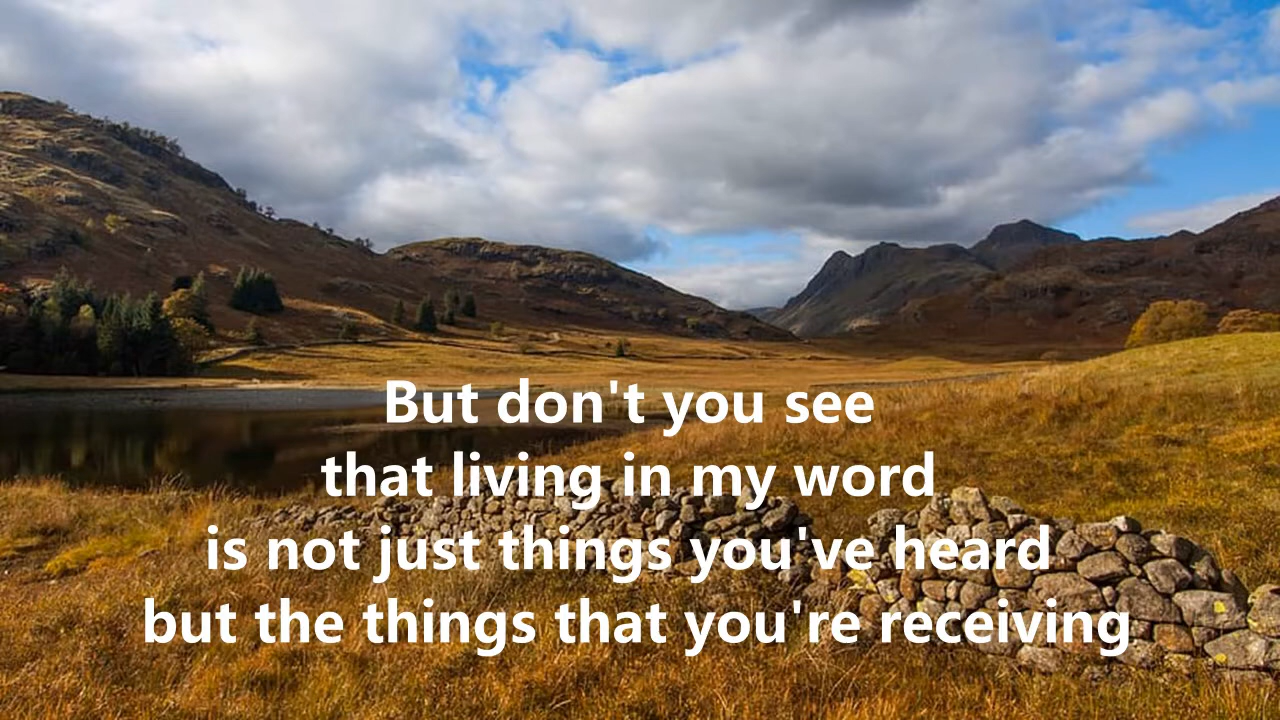 But don't you see
that living in my word
is not just things you've heard
but the things that you're receiving